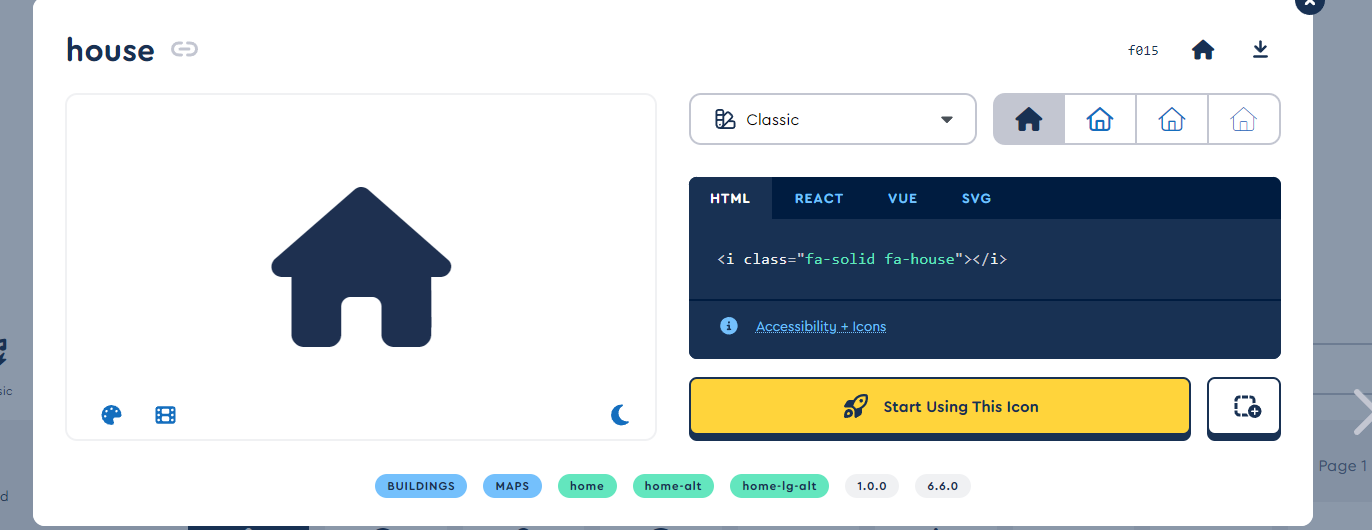 house
f015
Classic
HTML REACT VUE SVG
<i class="fa-solid fa-house"></i>
Accessibility + Icons
Start Using This Icon
BUILDINGS MAPS home home-alt home-lg-alt 1.0.0 6.6.0
Page 1